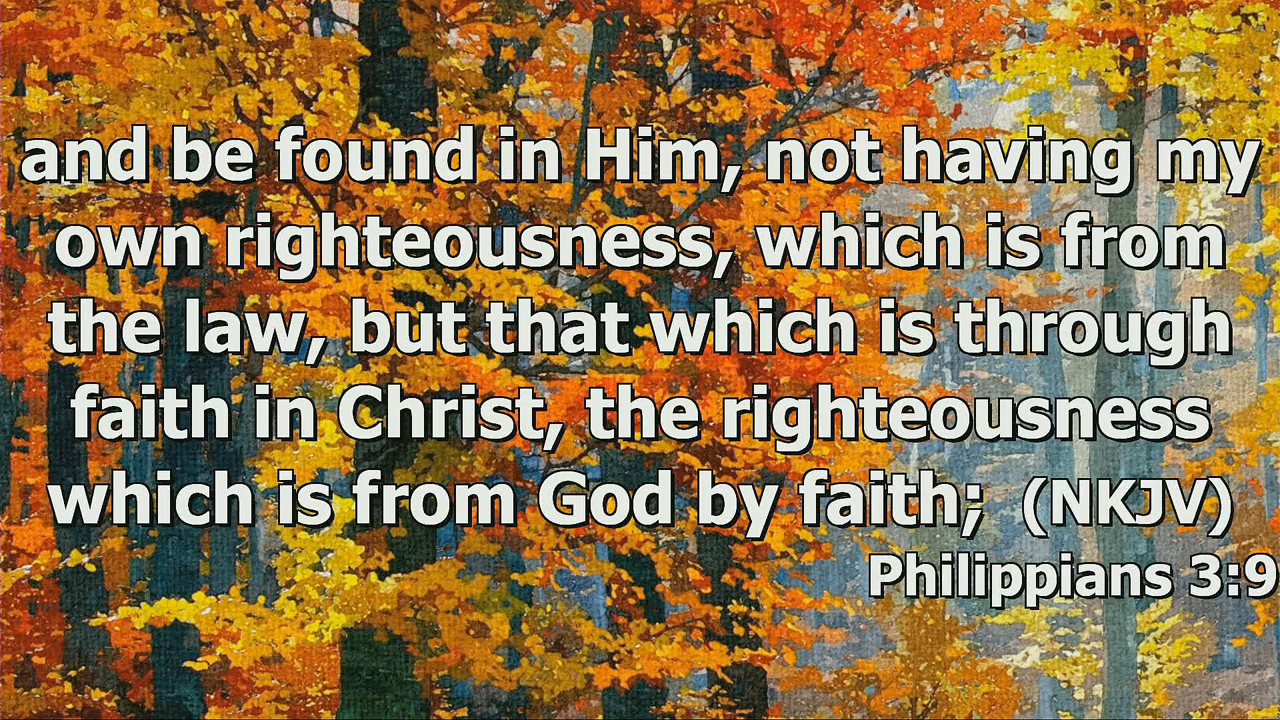 and be found in Him, not having my
own righteousness, which is from
the law, but that which is through
faith in Christ, the righteousness
which is from God by faith; (NKJV)
Philippians 3:9